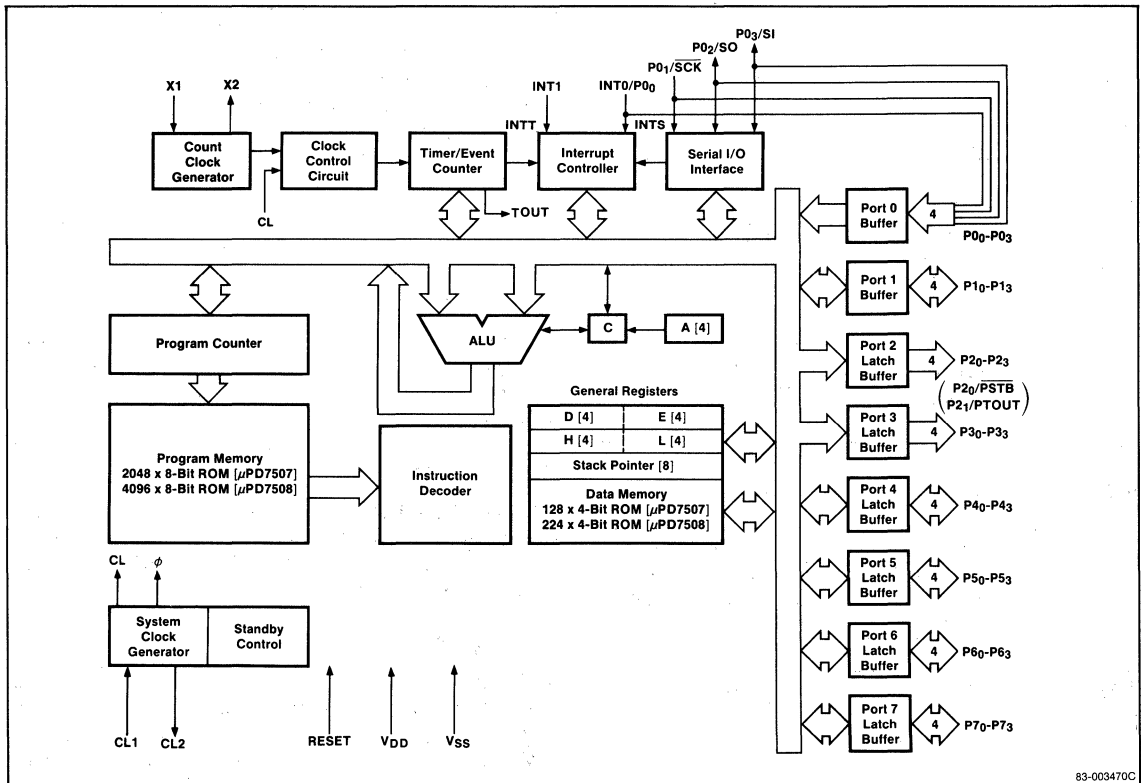 P0₃/SI
P0₂/SO
P0₁/S̅C̅K̅
X1
X2
INT1
INT0/P0₀
INTT
INTS
Count
Clock
Generator
Clock
Control
Circuit
Timer/Event
Counter
Interrupt
Controller
Serial I/O
Interface
CL
TOUT
Port 0
Buffer
4
P0₀-P0₃
Port 1
Buffer
4
P1₀-P1₃
Program Counter
ALU
C
A [4]
Port 2
Latch
Buffer
4
P2₀-P2₃
(P2₀/P̅S̅T̅B̅
P2₁/PTOUT)
Port 3
Latch
Buffer
4
P3₀-P3₃
General Registers
D [4]
E [4]
H [4]
L [4]
Stack Pointer [8]
Data Memory
128 x 4-Bit ROM [μPD7507]
224 x 4-Bit ROM [μPD7508]
Program Memory
2048 x 8-Bit ROM [μPD7507]
4096 x 8-Bit ROM [μPD7508]
Instruction
Decoder
Port 4
Latch
Buffer
4
P4₀-P4₃
Port 5
Latch
Buffer
4
P5₀-P5₃
CL
ϕ
System
Clock
Generator
Standby
Control
Port 6
Latch
Buffer
4
P6₀-P6₃
Port 7
Latch
Buffer
4
P7₀-P7₃
CL1
CL2
RESET
V_DD
V_SS
83-003470C